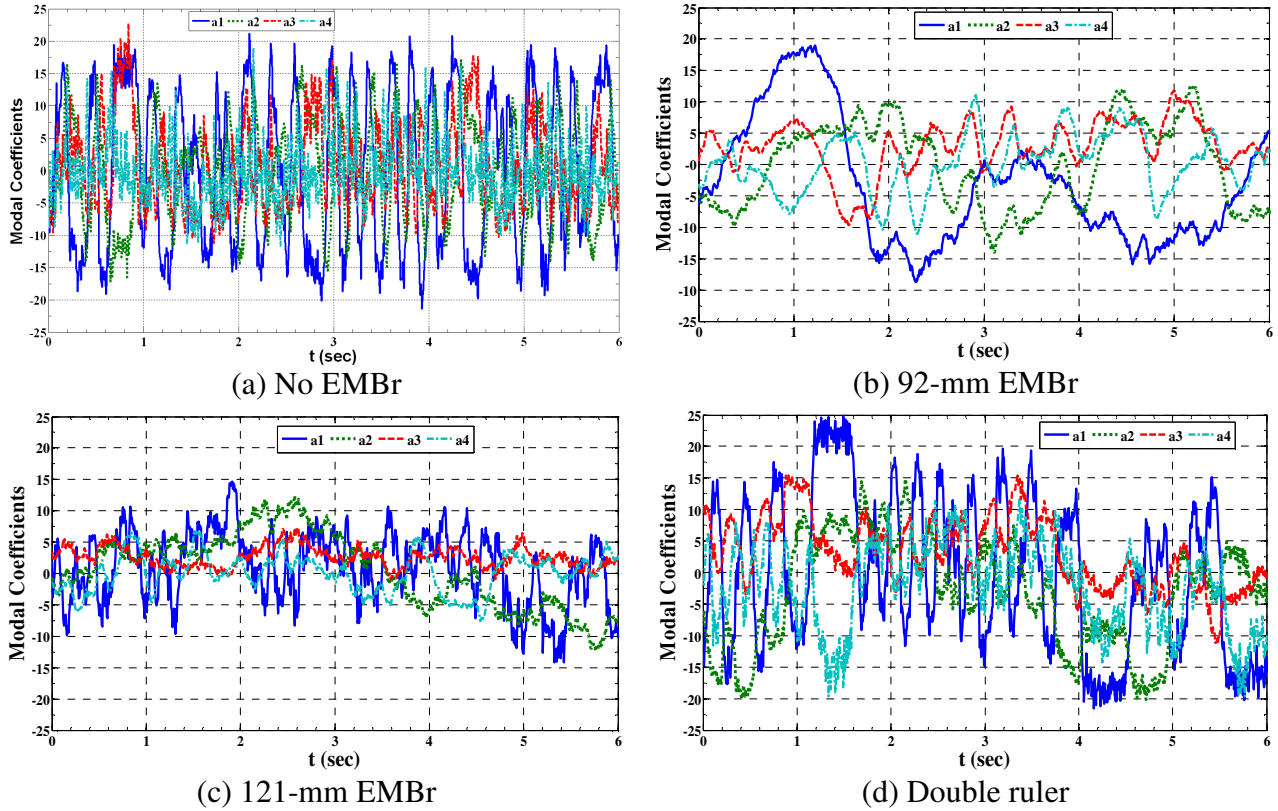 a1 a2 a3 a4
Modal Coefficients
25
20
15
10
5
0
-5
-10
-15
-20
-25
0 1 2 3 4 5 6
t (sec)
(a) No EMBr
a1 a2 a3 a4
Modal Coefficients
25
20
15
10
5
-0
-5
-10
-5
-10
-25
0 1 2 3 4 5 6
t (sec)
(b) 92-mm EMBr
a1 a2 a3 a4
Modal Coefficients
25
20
15
10
5
0
-5
-10
-15
-20
-25
0 1 2 3 4 5 6
t (sec)
(c) 121-mm EMBr
a1 a2 a3 a4
Modal Coefficients
25
20
15
10
5
0
-5
-10
-15
-20
-25
0 1 2 3 4 5 6
t (sec)
(d) Double ruler